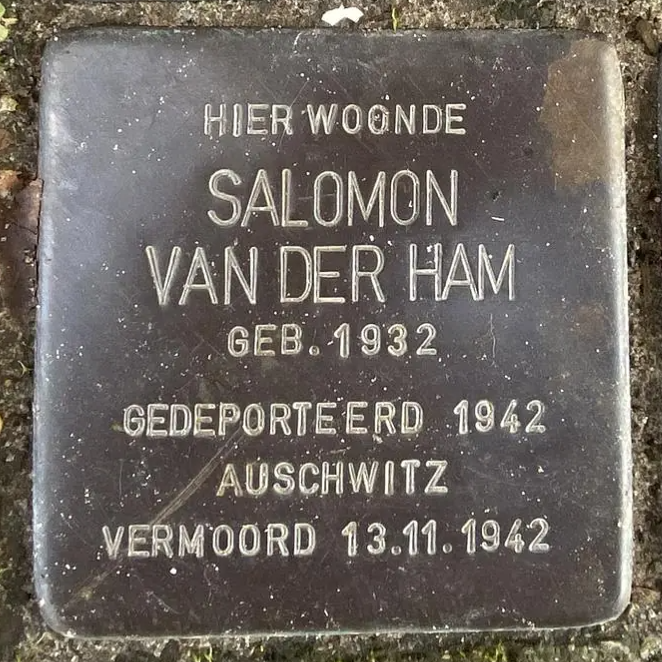 HIER WOONDE
SALOMON
VAN DER HAM
GEB. 1932
GEDEPORTEERD 1942
AUSCHWITZ
VERMOORD 13.11.1942